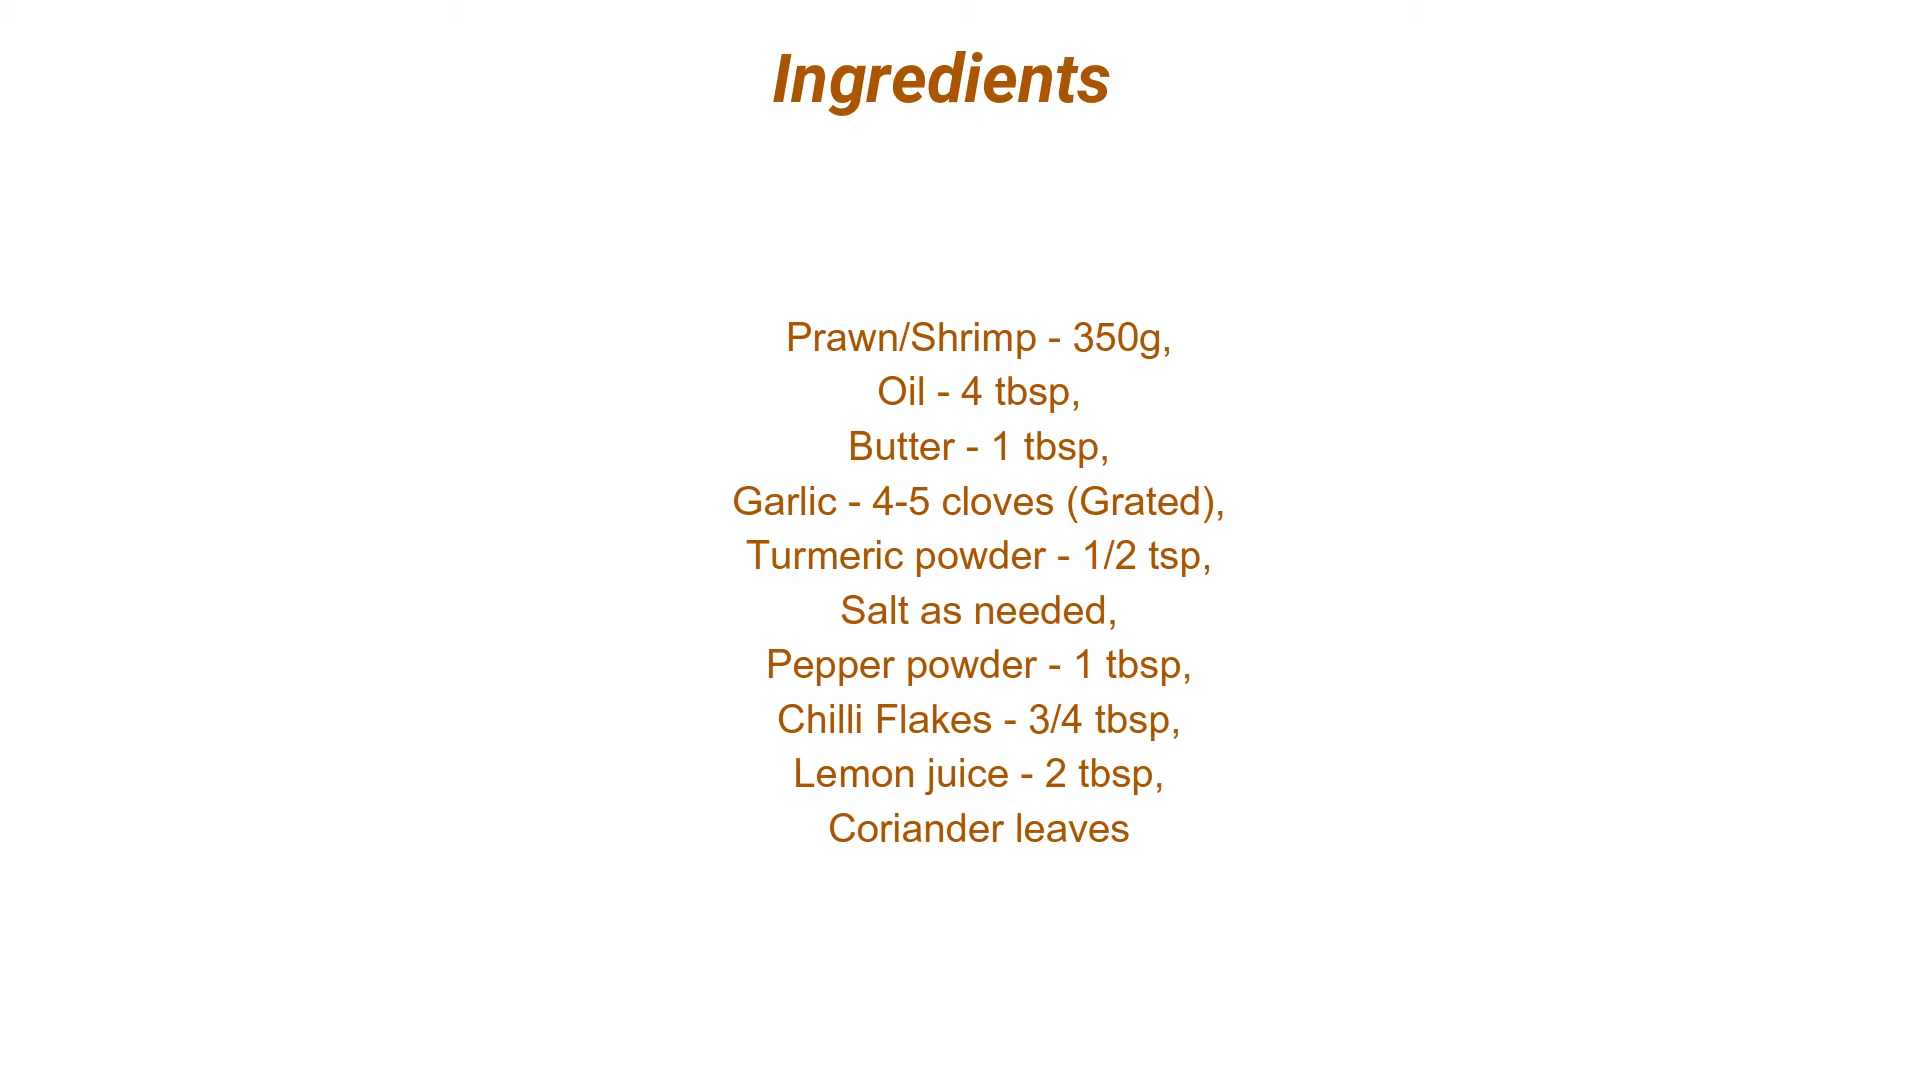 Ingredients
Prawn/Shrimp - 350g,
Oil - 4 tbsp,
Butter - 1 tbsp,
Garlic - 4-5 cloves (Grated),
Turmeric powder - 1/2 tsp,
Salt as needed,
Pepper powder - 1 tbsp,
Chilli Flakes - 3/4 tbsp,
Lemon juice - 2 tbsp,
Coriander leaves